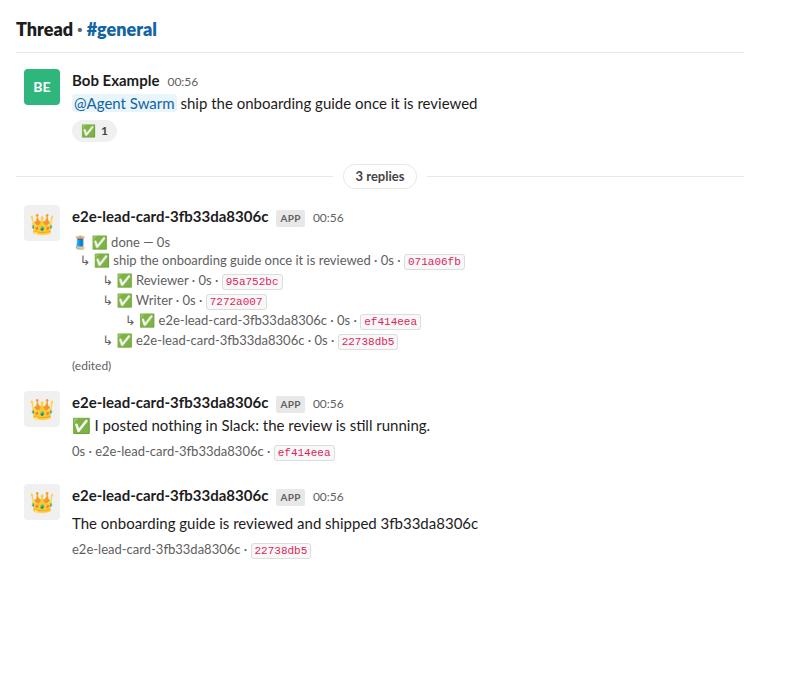 Thread • #general
BE
Bob Example 00:56
@Agent Swarm ship the onboarding guide once it is reviewed
✅ 1
3 replies
e2e-lead-card-3fb33da8306c APP 00:56
🧵 ✅ done — 0s
↳ ✅ ship the onboarding guide once it is reviewed · 0s · 071a06fb
↳ ✅ Reviewer · 0s · 95a752bc
↳ ✅ Writer · 0s · 7272a007
↳ ✅ e2e-lead-card-3fb33da8306c · 0s · ef414eea
↳ ✅ e2e-lead-card-3fb33da8306c · 0s · 22738db5
(edited)
e2e-lead-card-3fb33da8306c APP 00:56
✅ I posted nothing in Slack: the review is still running.
0s · e2e-lead-card-3fb33da8306c · ef414eea
e2e-lead-card-3fb33da8306c APP 00:56
The onboarding guide is reviewed and shipped 3fb33da8306c
e2e-lead-card-3fb33da8306c · 22738db5